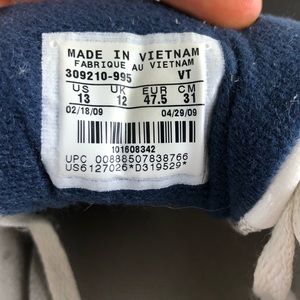 MADE IN VIETNAM
FABRIQUE AU VIETNAM
309210-995 VT
US UK EUR CM
13 12 47.5 31
02/18/09 04/29/09
101608342
UPC 00888507838766
US6127026*D319529*